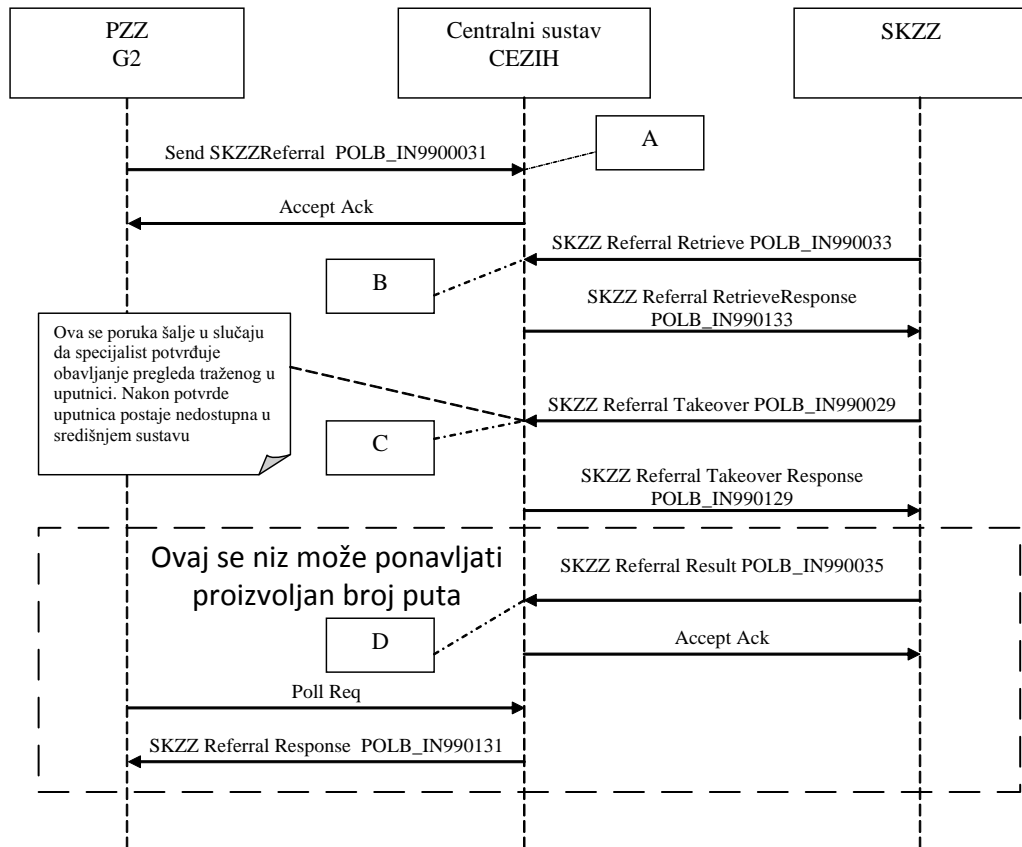 PZZ
G2
Centralni sustav
CEZIH
SKZZ
A
Send SKZZReferral POLB_IN9900031
Accept Ack
SKZZ Referral Retrieve POLB_IN990033
B
SKZZ Referral RetrieveResponse
POLB_IN990133
Ova se poruka šalje u slučaju
da specijalist potvrđuje
obavljanje pregleda traženog u
uputnici. Nakon potvrde
uputnica postaje nedostupna u
središnjem sustavu
SKZZ Referral Takeover POLB_IN990029
C
SKZZ Referral Takeover Response
POLB_IN990129
Ovaj se niz može ponavljati
proizvoljan broj puta
SKZZ Referral Result POLB_IN990035
D
Accept Ack
Poll Req
SKZZ Referral Response POLB_IN990131